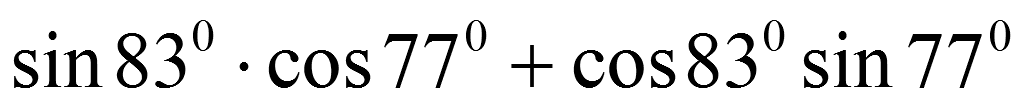 sin 83⁰ · cos 77⁰ + cos 83⁰ sin 77⁰